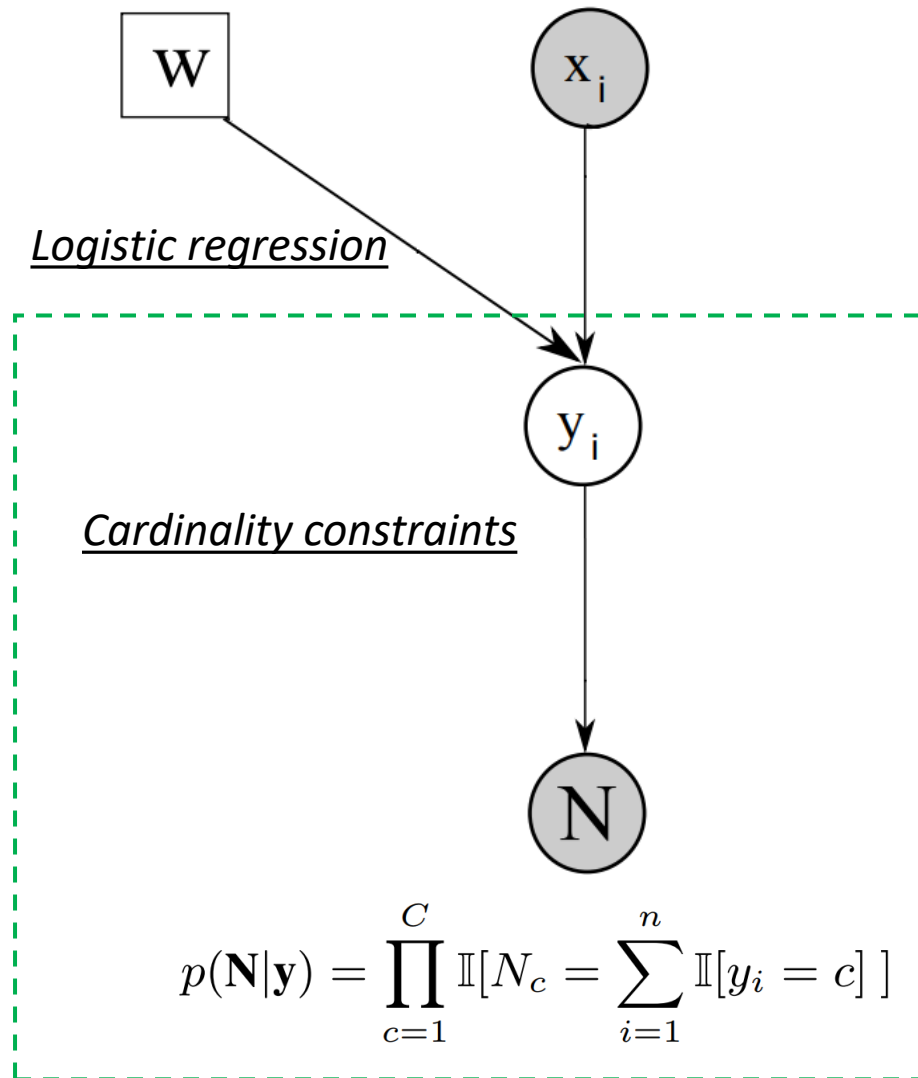 w
x_i
Logistic regression
y_i
Cardinality constraints
N
p(𝐍|𝐲) = ∏_{c=1}^{C} 𝕀[N_c = ∑_{i=1}^{n} 𝕀[y_i = c] ]